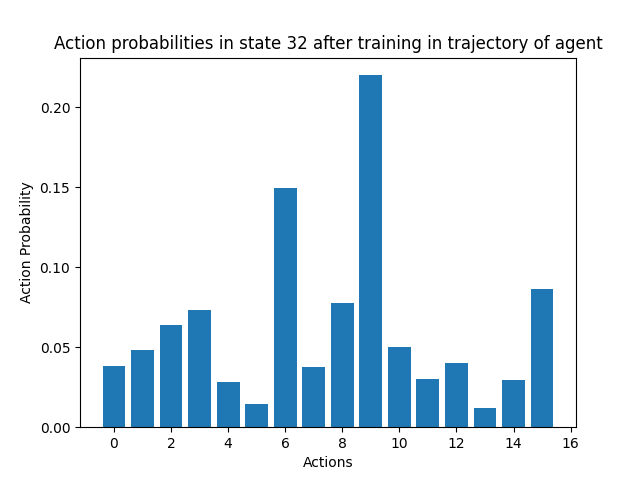 Action probabilities in state 32 after training in trajectory of agent
0.20
0.15
0.10
0.05
0.00
Action Probability
0 2 4 6 8 10 12 14 16
Actions